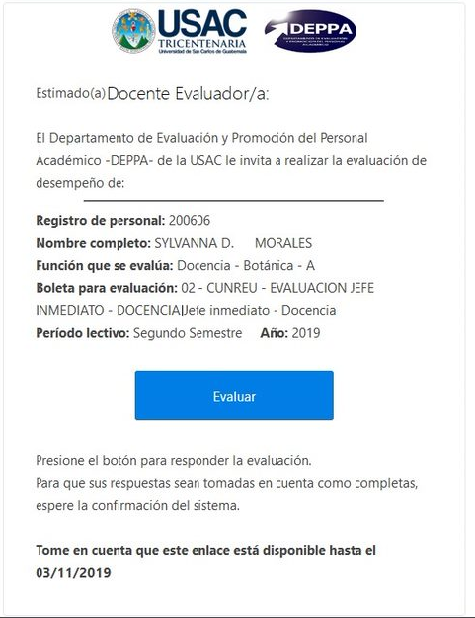 USAC
TRICENTENARIA
Universidad de San Carlos de Guatemala
DEPPA
Estimado(a) Docente Evaluador/a:
El Departamento de Evaluación y Promoción del Personal
Académico -DEPPA- de la USAC le invita a realizar la evaluación de
desempeño de:
Registro de personal: 200606
Nombre completo: SYLVANNA D. MORALES
Función que se evalúa: Docencia - Botánica - A
Boleta para evaluación: 02 - CUNREU - EVALUACION JEFE
INMEDIATO - DOCENCIA|Jefe inmediato - Docencia
Período lectivo: Segundo Semestre Año: 2019
Evaluar
Presione el botón para responder la evaluación.
Para que sus respuestas sean tomadas en cuenta como completas,
espere la confirmación del sistema.
Tome en cuenta que este enlace está disponible hasta el
03/11/2019